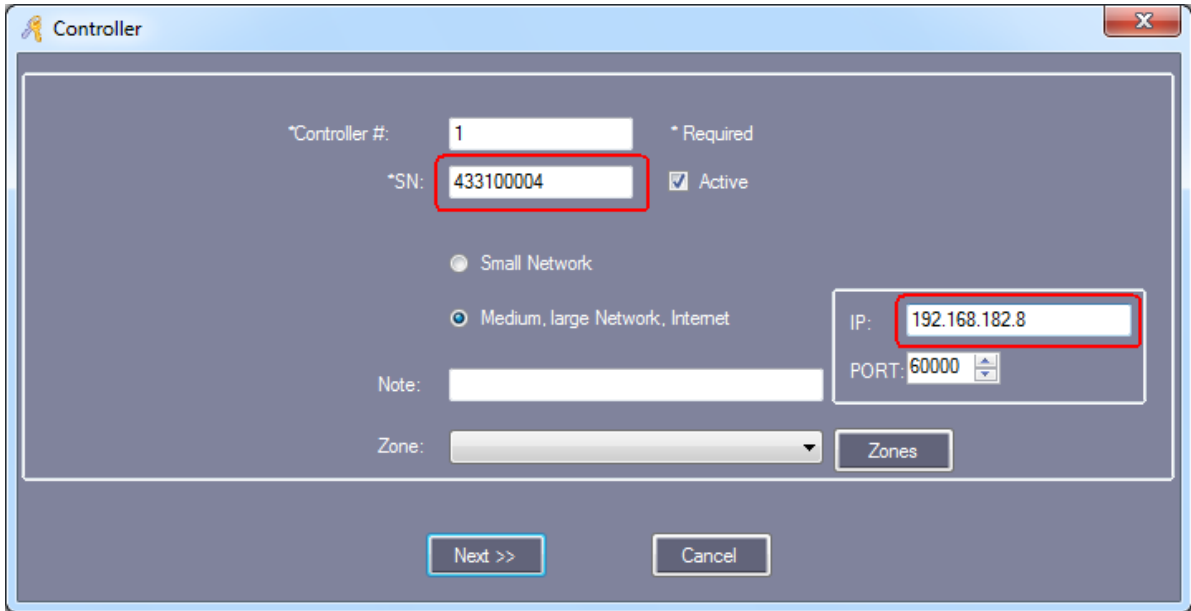 Controller
*Controller #: 1 * Required
*SN: 433100004 Active
Small Network
Medium, large Network, Internet
IP: 192.168.182.8
PORT: 60000
Note:
Zone: Zones
Next >> Cancel